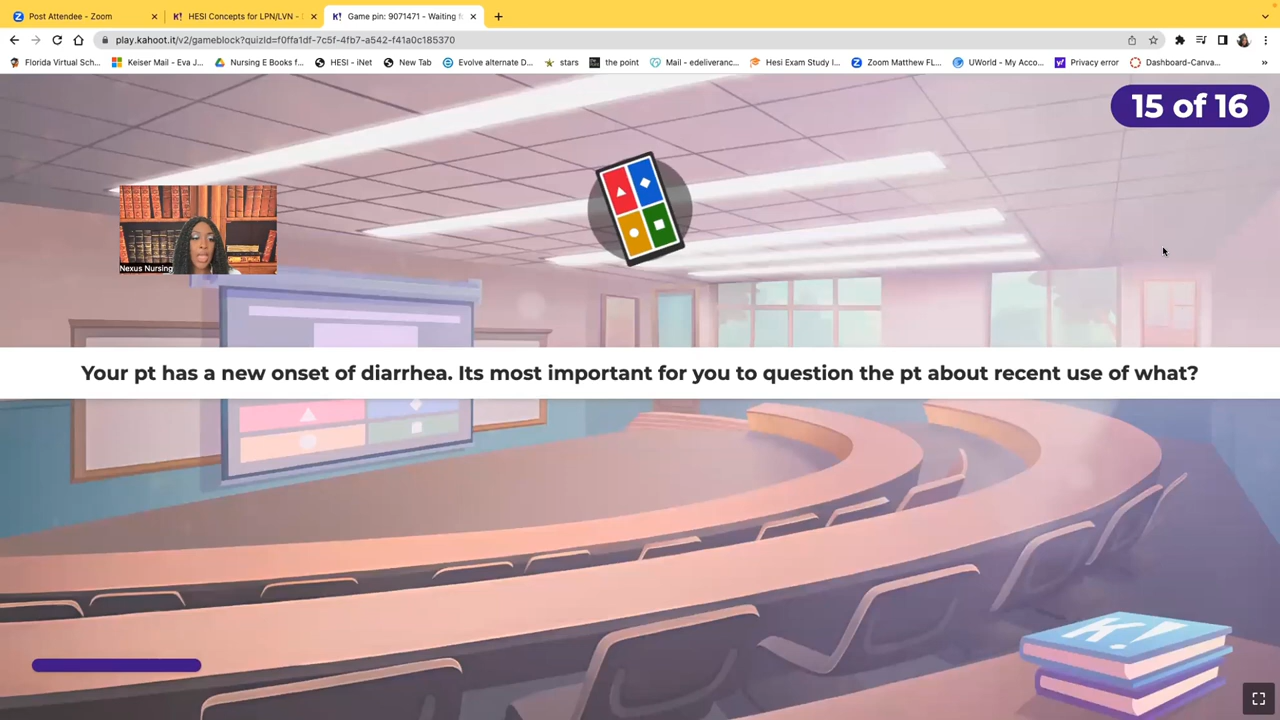 Post Attendee - Zoom
HESI Concepts for LPN/LVN -
Game pin: 9071471 - Waiting f
play.kahoot.it/v2/gameblock?quizId=f0ffa1df-7c5f-4fb7-a542-f41a0c185370
Florida Virtual Sch...
Keiser Mail - Eva J...
Nursing E Books f...
HESI - iNet
New Tab
Evolve alternate D...
stars
the point
Mail - edeliveranc...
Hesi Exam Study I...
Zoom Matthew FL...
UWorld - My Acco...
Privacy error
Dashboard-Canva...
15 of 16
Nexus Nursing
Your pt has a new onset of diarrhea. Its most important for you to question the pt about recent use of what?
K!